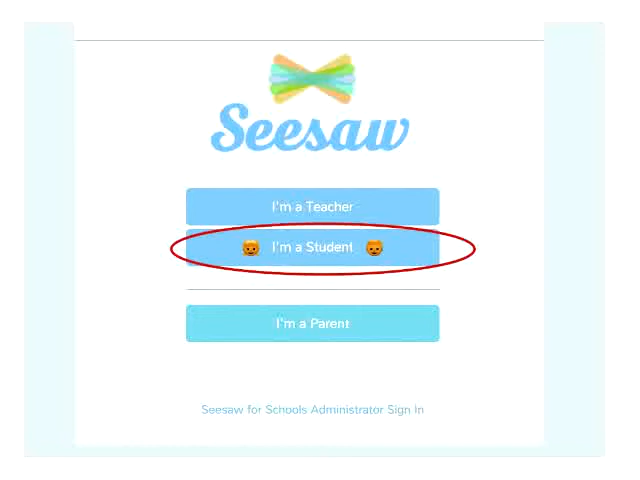 Seesaw
I'm a Teacher
I'm a Student
I'm a Parent
Seesaw for Schools Administrator Sign In